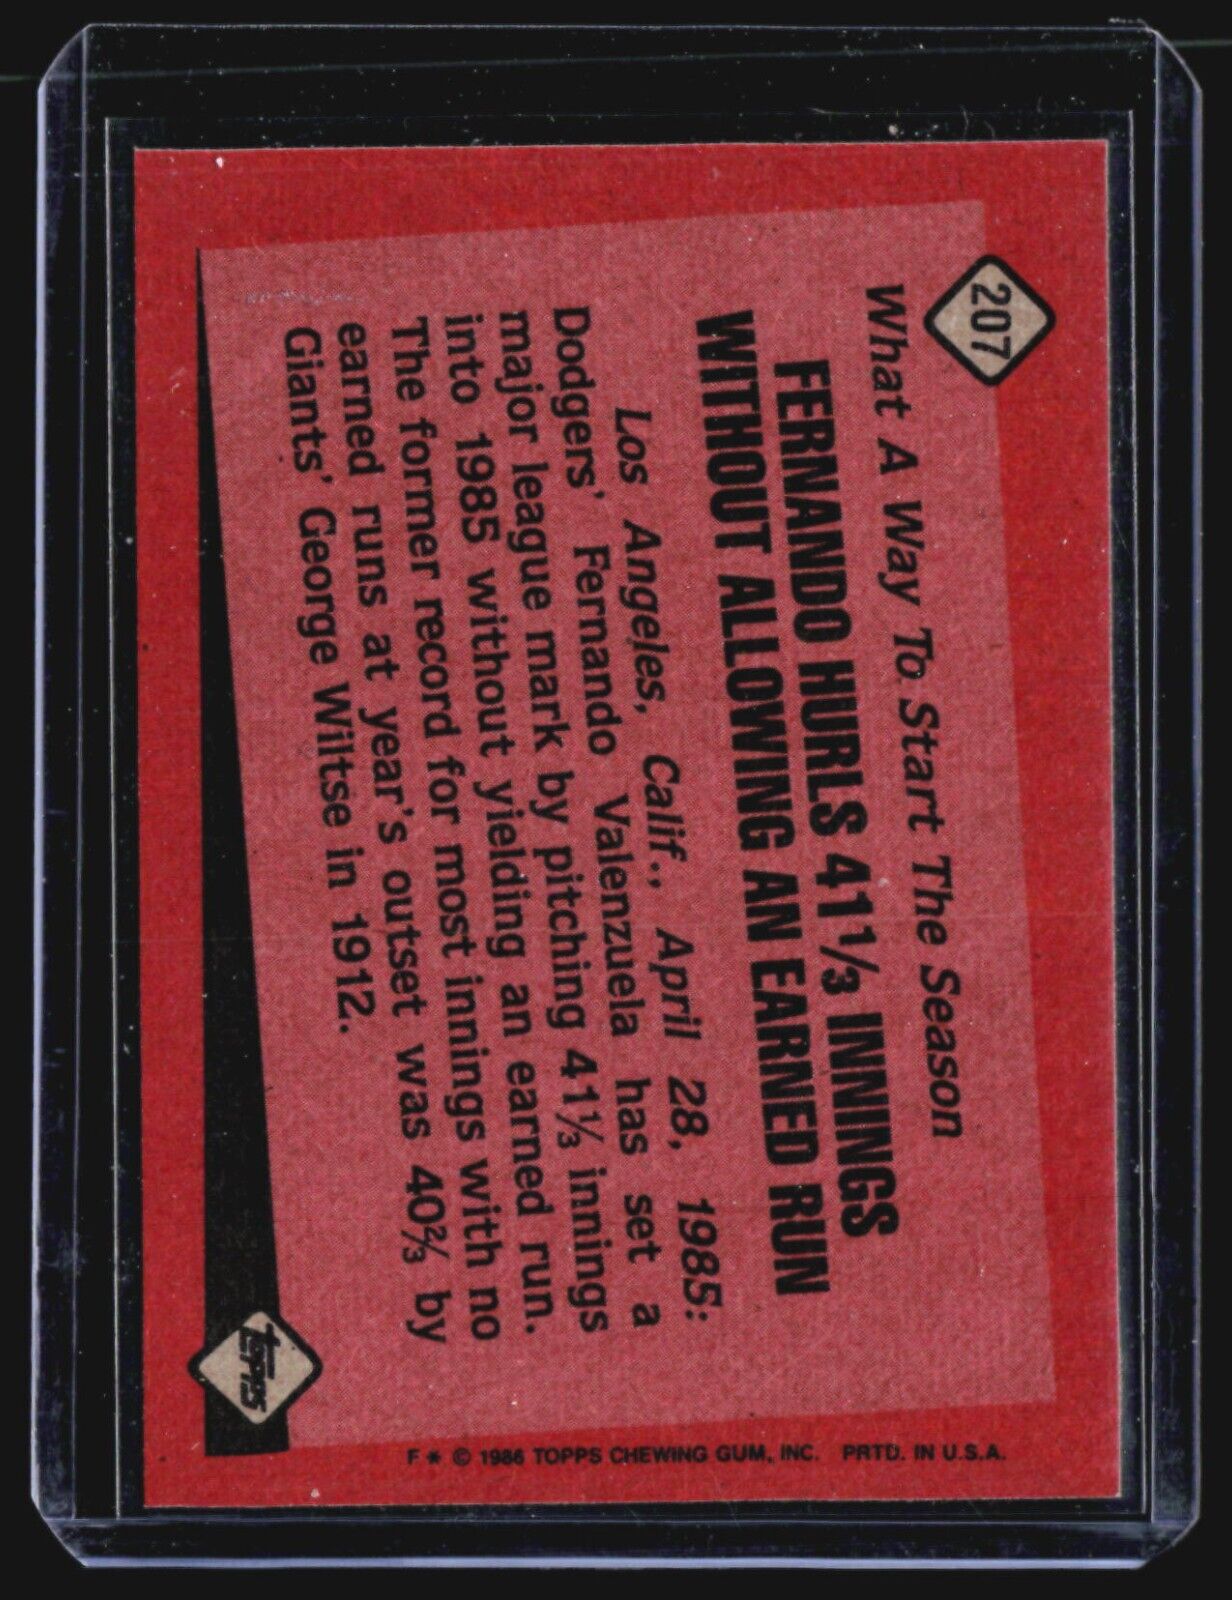 207
What A Way To Start The Season
FERNANDO HURLS 41⅓ INNINGS
WITHOUT ALLOWING AN EARNED RUN
Los Angeles, Calif., April 28, 1985:
Dodgers' Fernando Valenzuela has set a
major league mark by pitching 41⅓ innings
into 1985 without yielding an earned run.
The former record for most innings with no
earned runs at year's outset was 40⅔ by
Giants' George Wiltse in 1912.
TOPPS
F * © 1986 TOPPS CHEWING GUM, INC. PRTD. IN U.S.A.